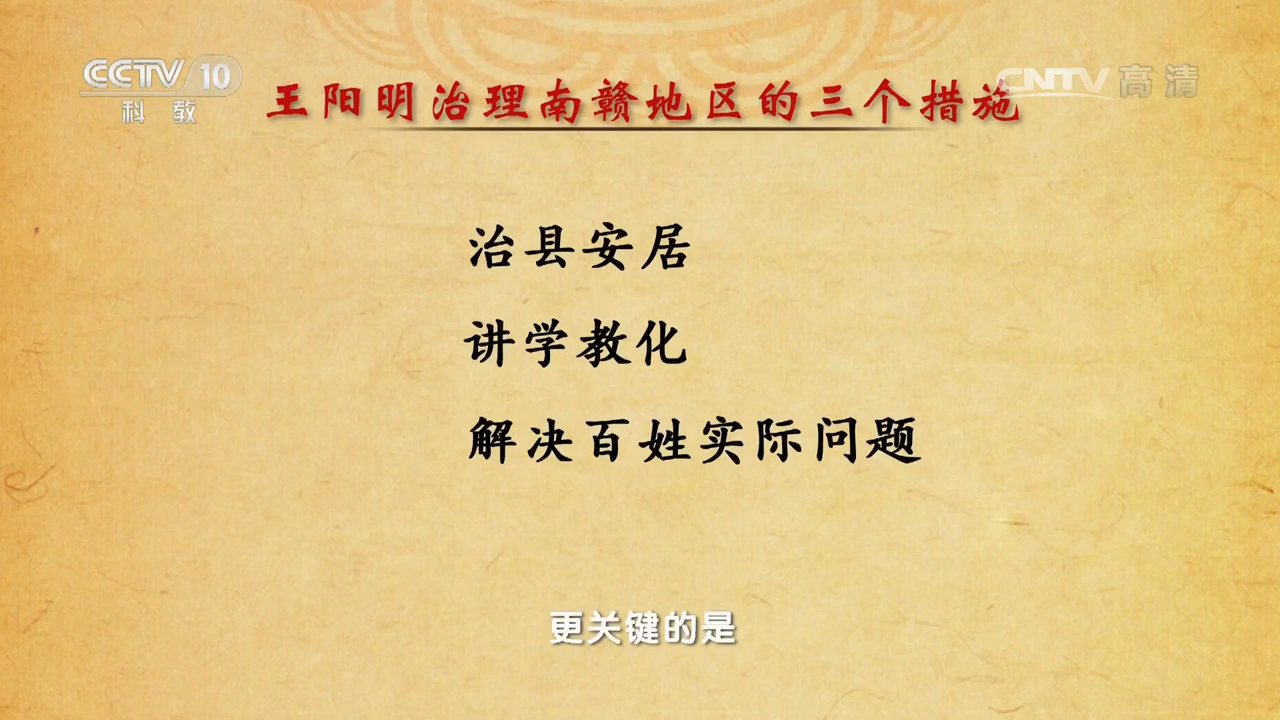 CCTV 10
科教
CNTV 高清
王阳明治理南赣地区的三个措施
治县安居
讲学教化
解决百姓实际问题
更关键的是